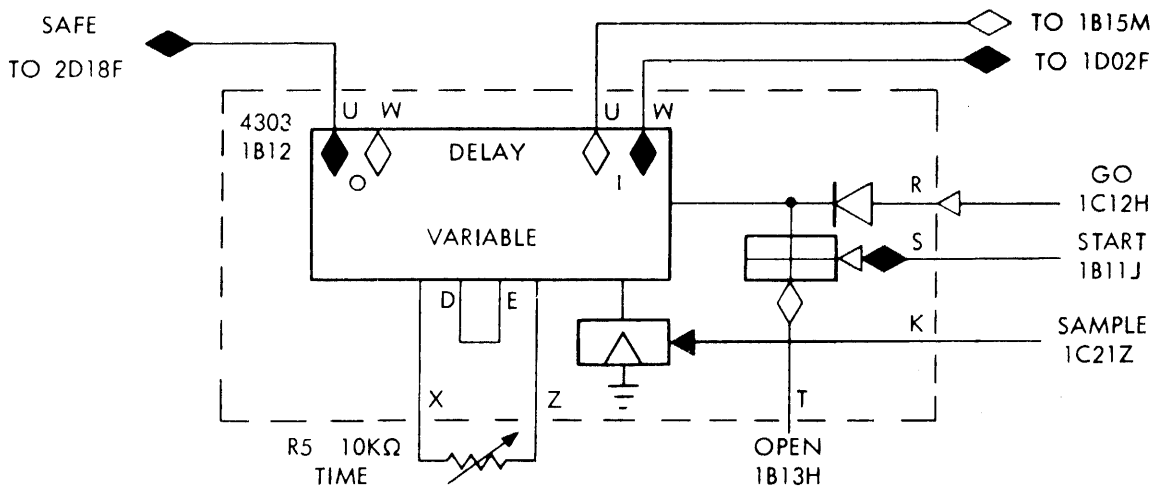 SAFE
TO 2D18F
TO 1B15M
TO 1D02F
4303
1B12
U W
U W
DELAY
O
I
VARIABLE
R
GO
1C12H
S
START
1B11J
D E
K
SAMPLE
1C21Z
X
Z
T
R5 10KΩ
TIME
OPEN
1B13H